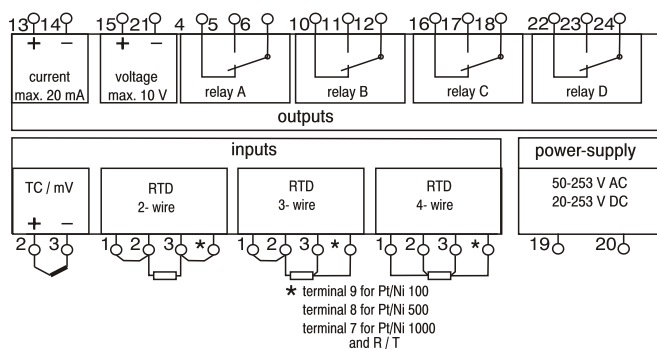 13 14 15 21 4 5 6 10 11 12 16 17 18 22 23 24
+ − + −
current voltage
max. 20 mA max. 10 V relay A relay B relay C relay D
outputs
inputs power-supply
TC / mV RTD RTD RTD 50-253 V AC
2- wire 3- wire 4- wire 20-253 V DC
+ −
2 3 1 2 3 * 1 2 3 * 1 2 3 * 19 20
* terminal 9 for Pt/Ni 100
terminal 8 for Pt/Ni 500
terminal 7 for Pt/Ni 1000
and R / T